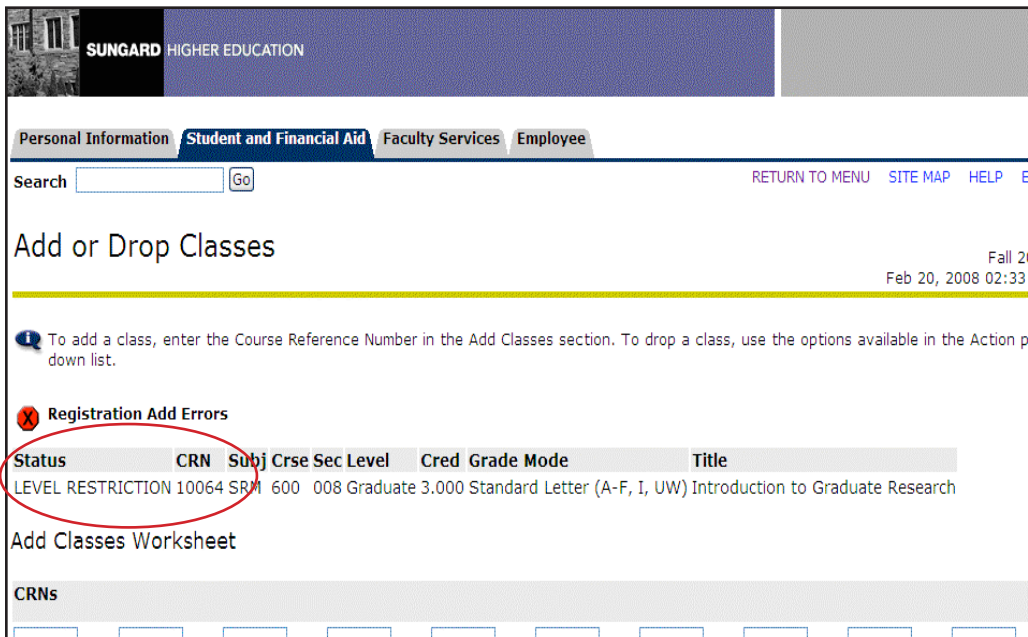 SUNGARD HIGHER EDUCATION
Personal Information Student and Financial Aid Faculty Services Employee
Search Go RETURN TO MENU SITE MAP HELP E
Add or Drop Classes
Fall 20
Feb 20, 2008 02:33
To add a class, enter the Course Reference Number in the Add Classes section. To drop a class, use the options available in the Action p
down list.
Registration Add Errors
Status CRN Subj Crse Sec Level Cred Grade Mode Title
LEVEL RESTRICTION 10064 SRM 600 008 Graduate 3.000 Standard Letter (A-F, I, UW) Introduction to Graduate Research
Add Classes Worksheet
CRNs